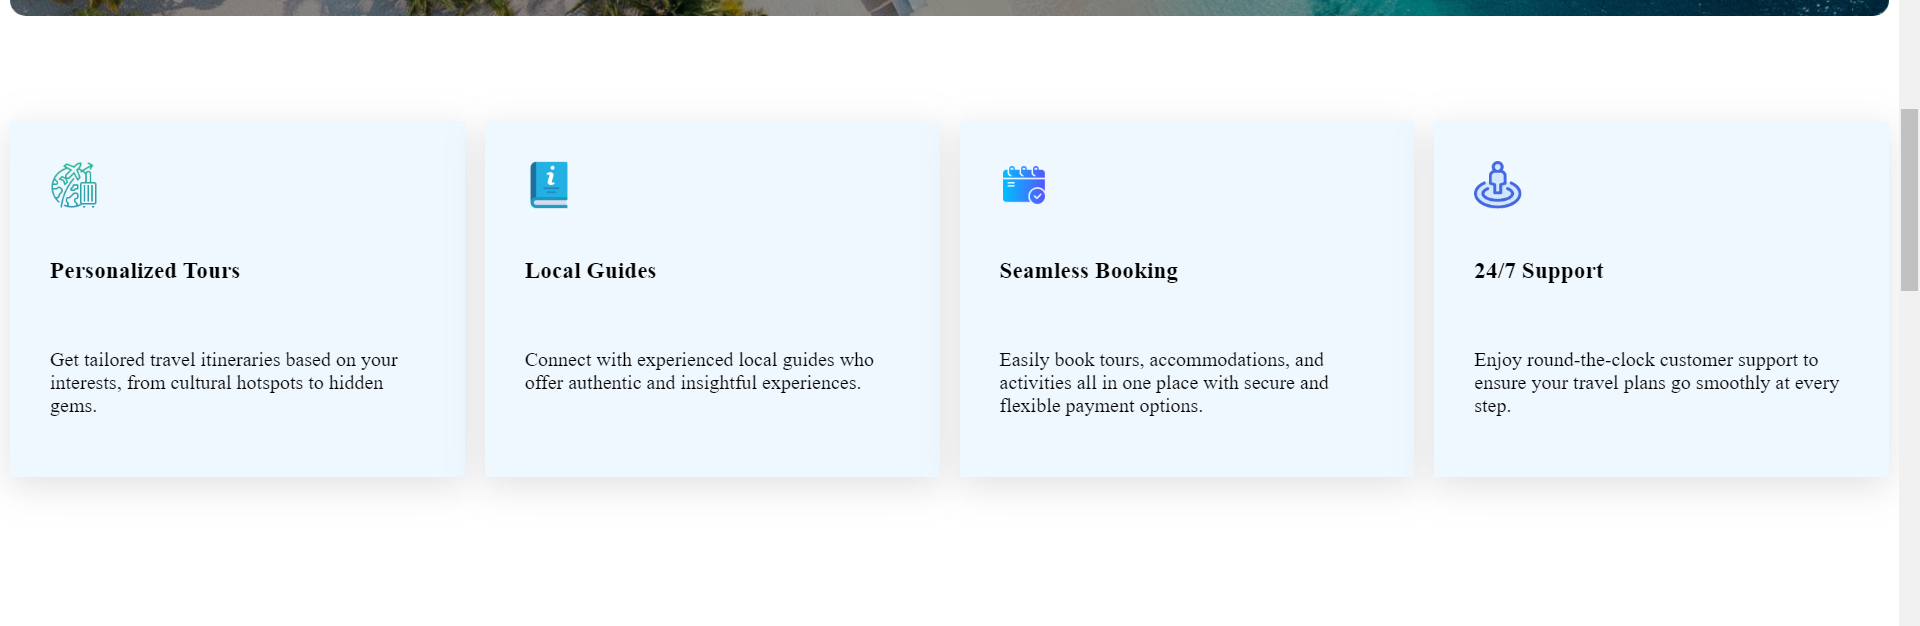 Personalized Tours
Get tailored travel itineraries based on your
interests, from cultural hotspots to hidden
gems.
Local Guides
Connect with experienced local guides who
offer authentic and insightful experiences.
Seamless Booking
Easily book tours, accommodations, and
activities all in one place with secure and
flexible payment options.
24/7 Support
Enjoy round-the-clock customer support to
ensure your travel plans go smoothly at every
step.